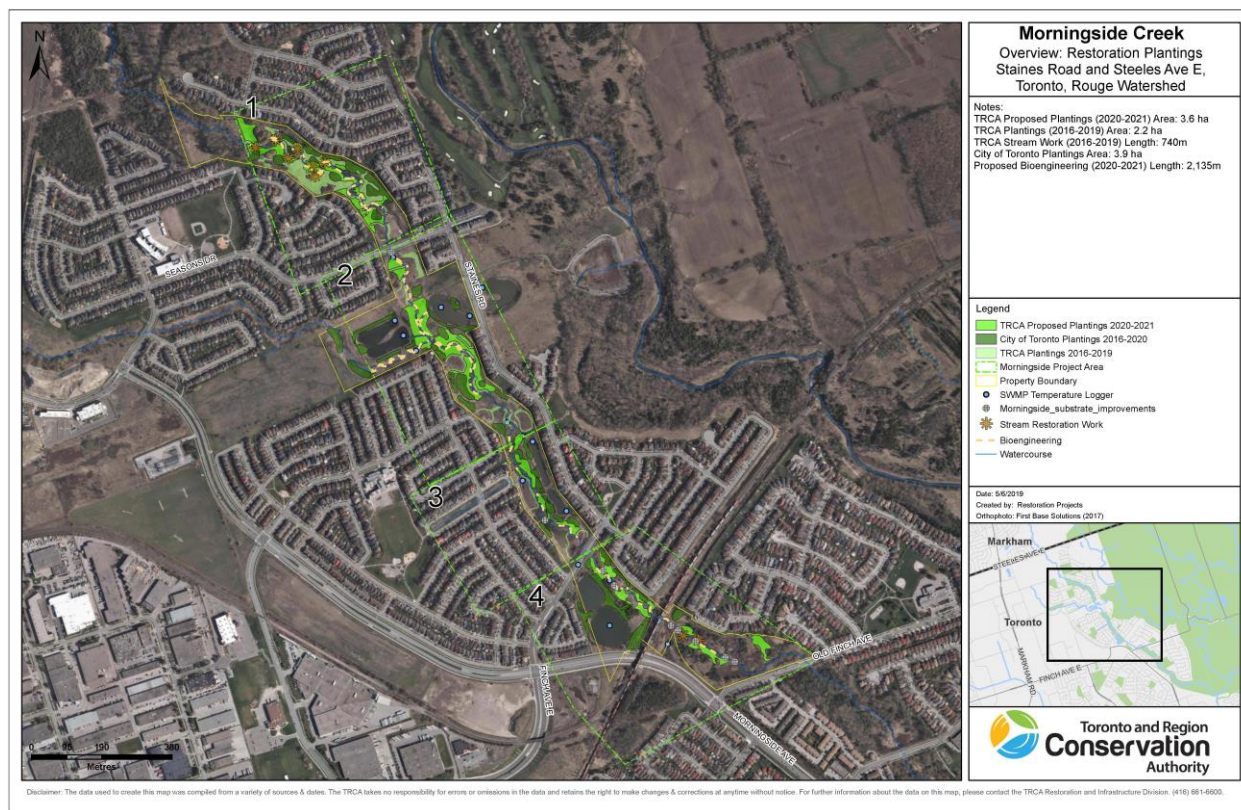 Morningside Creek
Overview: Restoration Plantings
Staines Road and Steeles Ave E,
Toronto, Rouge Watershed
Notes:
TRCA Proposed Plantings (2020-2021) Area: 3.6 ha
TRCA Plantings (2016-2019) Area: 2.2 ha
TRCA Stream Work (2016-2019) Length: 740m
City of Toronto Plantings Area: 3.9 ha
Proposed Bioengineering (2020-2021) Length: 2,135m
Legend
TRCA Proposed Plantings 2020-2021
City of Toronto Plantings 2016-2020
TRCA Plantings 2016-2019
Morningside Project Area
Property Boundary
SWMP Temperature Logger
Morningside_substrate_improvements
Stream Restoration Work
Bioengineering
Watercourse
Date: 5/6/2019
Created by: Restoration Projects
Orthophoto: First Base Solutions (2017)
Markham
STEELES AVE E
Toronto
MARKHAM RD
FINCH AVE E
Toronto and Region
Conservation
Authority
N
1
2
3
4
SEASONS DR
STAINES RD
FINCH AVE E
OLD FINCH AVE
MORNINGSIDE AVE
0 95 190 380
Metres
Disclaimer: The data used to create this map was compiled from a variety of sources & dates. The TRCA takes no responsibility for errors or omissions in the data and retains the right to make changes & corrections at anytime without notice. For further information about the data on this map, please contact the TRCA Restoration and Infrastructure Division. (416) 661-6600.